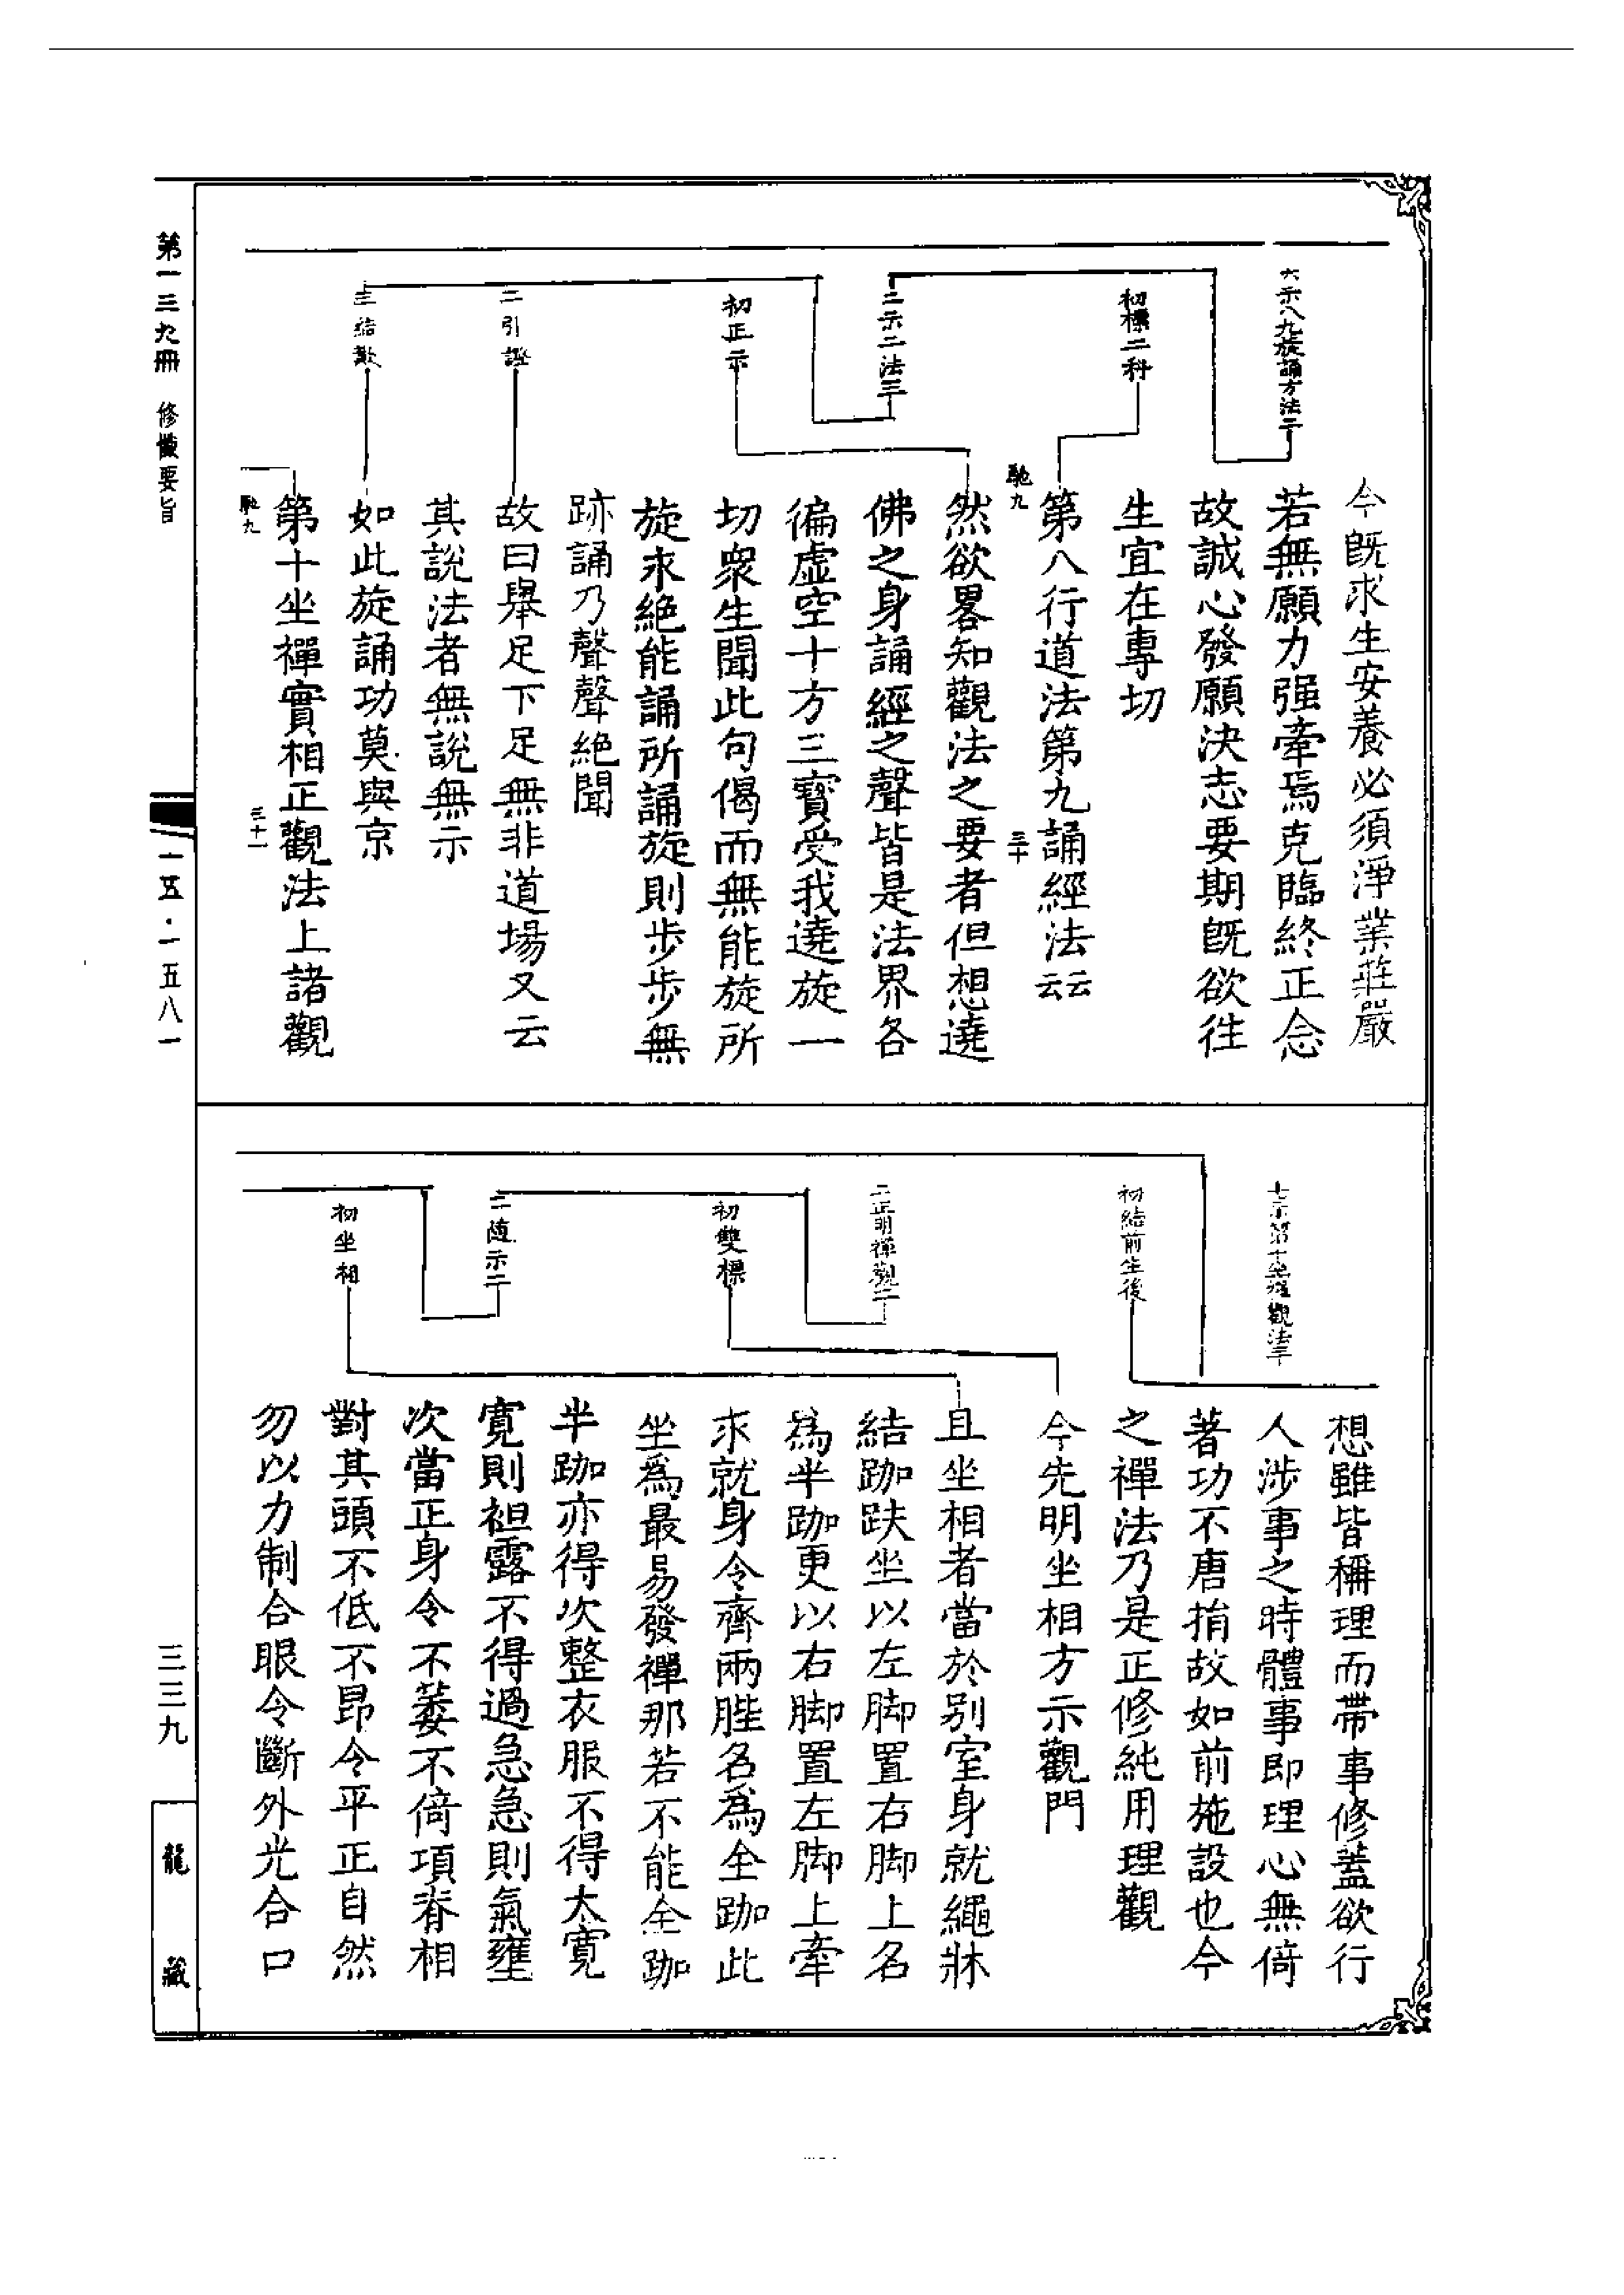 六示八九旋誦方法二
初標二科
二示二法三
初正示
二引證
三結歎
今旣求生安養必須淨業莊嚴
若無願力强牽焉克臨終正念
故誠心發願決志要期旣欲往
生宜在專切
第八行道法第九誦經法云云
馳九
三十
然欲畧知觀法之要者但想遶
佛之身誦經之聲皆是法界各
徧虛空十方三寳受我遶旋一
切衆生聞此句偈而無能旋所
旋求絶能誦所誦旋則步步無
跡誦乃聲聲絶聞
故曰舉足下足無非道場又云
其說法者無說無示
如此旋誦功莫與京
第十坐禪實相正觀法上諸觀
馳九
三十一
七示第十坐禪觀法三
初結前生後
二正明禪觀二
初雙標
二隨示二
初坐相
想雖皆稱理而帶事修蓋欲行
人涉事之時體事即理心無倚
著功不唐捐故如前施設也今
之禪法乃是正修純用理觀
今先明坐相方示觀門
且坐相者當於别室身就繩牀
結跏趺坐以左脚置右脚上名
爲半跏更以右脚置左脚上牽
求就身令齊兩䏶名爲全跏此
坐爲最易發禪那若不能全跏
半跏亦得次整衣服不得太寛
寛則袒露不得過急急則氣壅
次當正身令不萎不倚項脊相
對其頭不低不昂令平正自然
勿以力制合眼令斷外光合口
第一三九冊　修懺要旨
一五·一五八一
三三九
龍藏